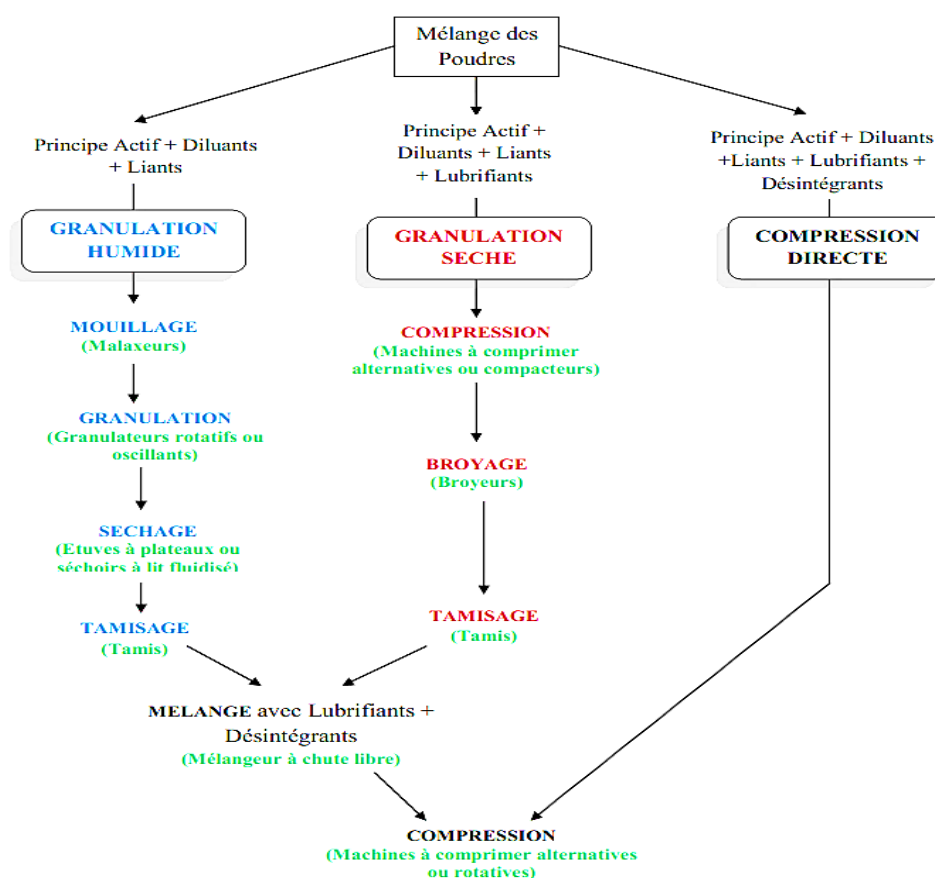 Mélange des
Poudres
Principe Actif + Diluants
+ Liants
Principe Actif +
Diluants + Liants
+ Lubrifiants
Principe Actif + Diluants
+Liants + Lubrifiants +
Désintégrants
GRANULATION
HUMIDE
GRANULATION
SECHE
COMPRESSION
DIRECTE
MOUILLAGE
(Malaxeurs)
GRANULATION
(Granulateurs rotatifs ou
oscillants)
SECHAGE
(Etuves à plateaux ou
séchoirs à lit fluidisé)
TAMISAGE
(Tamis)
COMPRESSION
(Machines à comprimer
alternatives ou compacteurs)
BROYAGE
(Broyeurs)
TAMISAGE
(Tamis)
MELANGE avec Lubrifiants +
Désintégrants
(Mélangeur à chute libre)
COMPRESSION
(Machines à comprimer alternatives
ou rotatives)